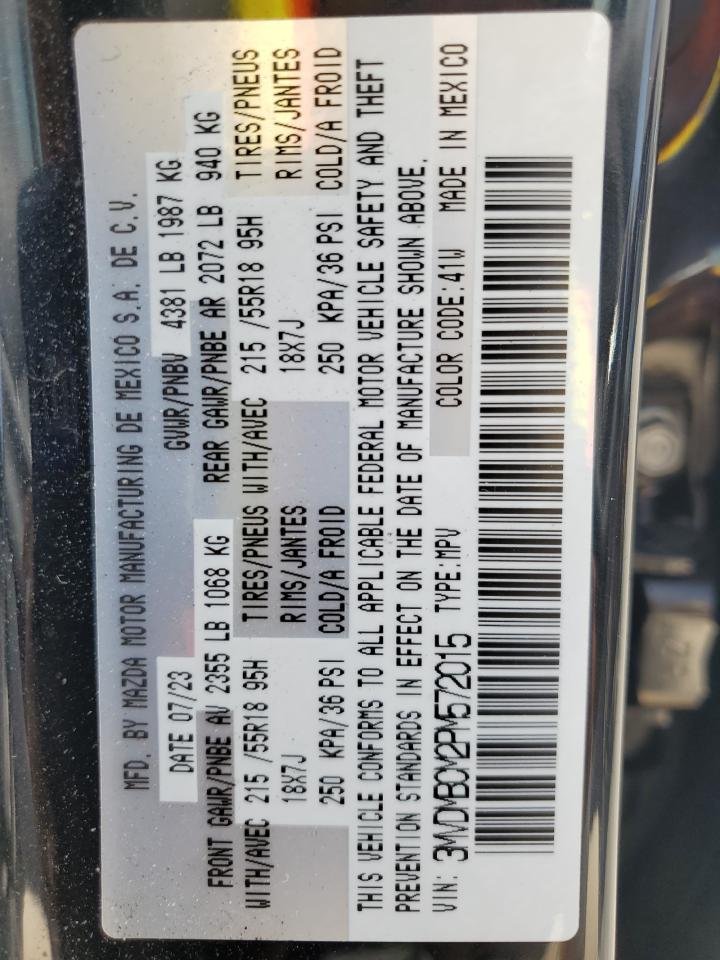 MFD. BY MAZDA MOTOR MANUFACTURING DE MEXICO S.A. DE C.V.
DATE 07/23 GVWR/PNBV 4381 LB 1987 KG
FRONT GAWR/PNBE AV 2355 LB 1068 KG REAR GAWR/PNBE AR 2072 LB 940 KG
WITH/AVEC 215 /55R18 95H TIRES/PNEUS WITH/AVEC 215 /55R18 95H TIRES/PNEUS
18X7J RIMS/JANTES 18X7J RIMS/JANTES
250 KPA/36 PSI COLD/A FROID 250 KPA/36 PSI COLD/A FROID
THIS VEHICLE CONFORMS TO ALL APPLICABLE FEDERAL MOTOR VEHICLE SAFETY AND THEFT
PREVENTION STANDARDS IN EFFECT ON THE DATE OF MANUFACTURE SHOWN ABOVE.
VIN: 3MVDMBCM2PM572015 TYPE:MPV COLOR CODE:41W MADE IN MEXICO